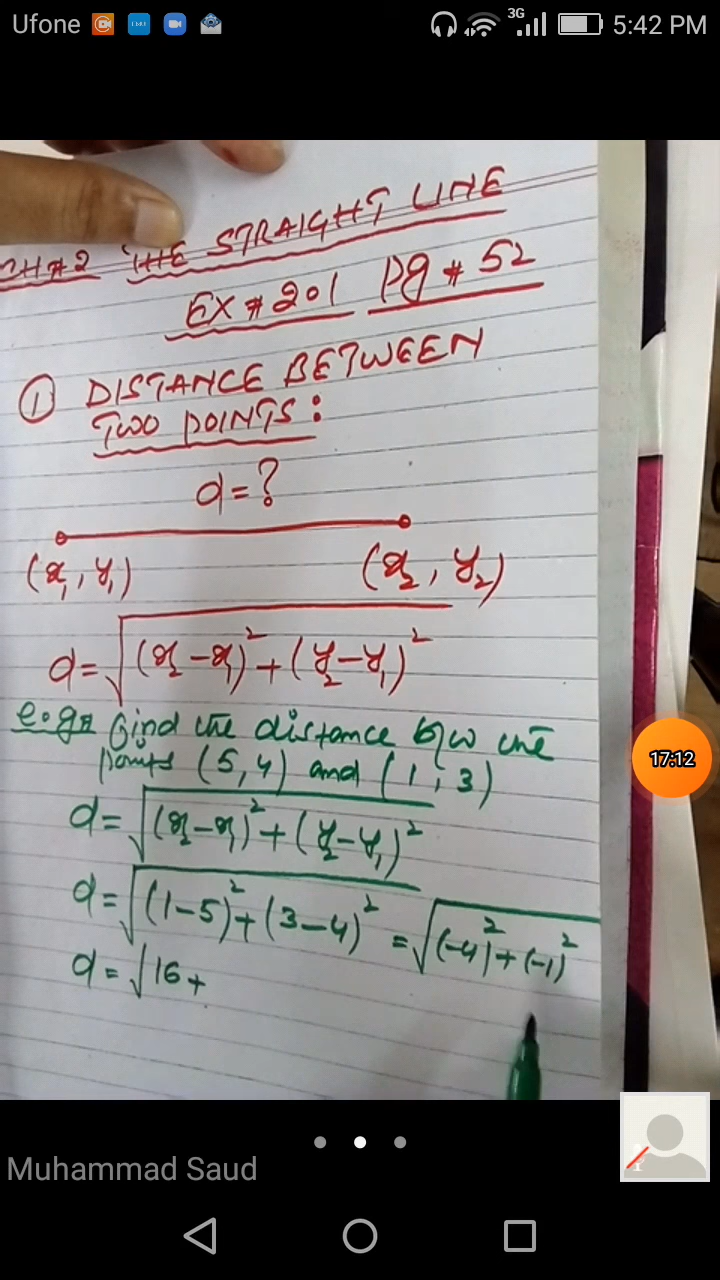 Ufone 3G 5:42 PM
CH#2 THE STRAIGHT LINE
EX # 2.1 Pg # 52
① DISTANCE BETWEEN
TWO POINTS:
d=?
(x₁, y₁) (x₂, y₂)
d=√(x₂-x₁)²+(y₂-y₁)²
e.g# Find the distance b/w the
points (5,4) and (1,3)
d=√(x₂-x₁)²+(y₂-y₁)²
d=√(1-5)²+(3-4)² =√(-4)²+(-1)²
d=√16+
17:12
Muhammad Saud